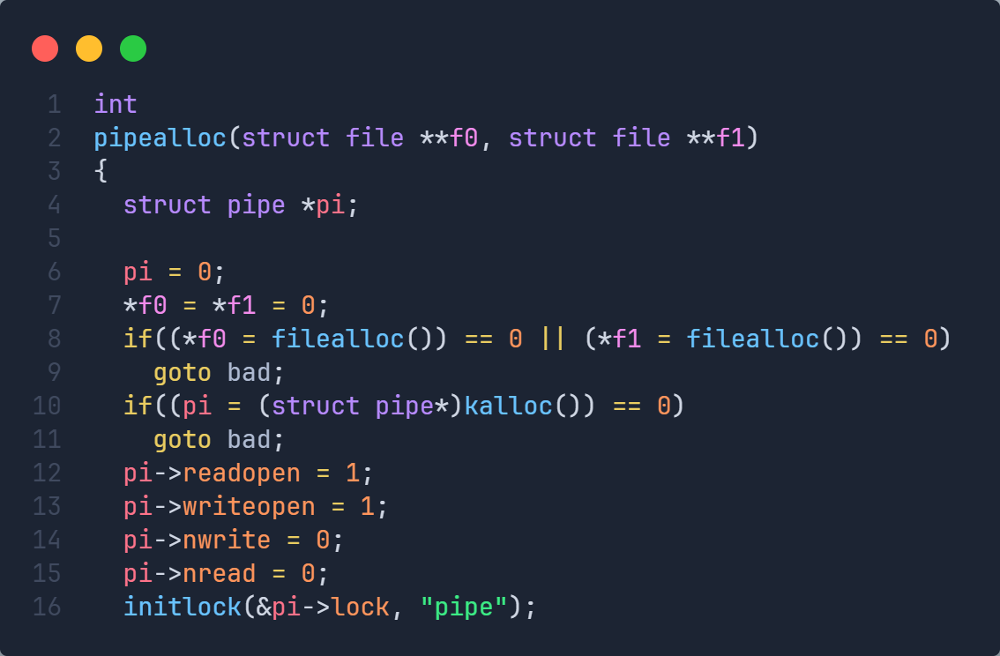 1 int
2 pipealloc(struct file **f0, struct file **f1)
3 {
4   struct pipe *pi;
5
6   pi = 0;
7   *f0 = *f1 = 0;
8   if((*f0 = filealloc()) == 0 || (*f1 = filealloc()) == 0)
9     goto bad;
10   if((pi = (struct pipe*)kalloc()) == 0)
11     goto bad;
12   pi->readopen = 1;
13   pi->writeopen = 1;
14   pi->nwrite = 0;
15   pi->nread = 0;
16   initlock(&pi->lock, "pipe");